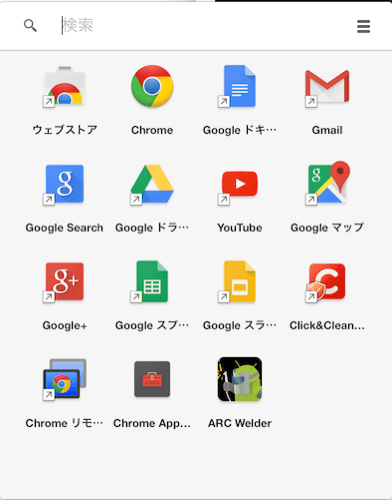 検索
ウェブストア
Chrome
Google ドキ…
Gmail
Google Search
Google ドラ…
YouTube
Google マップ
Google+
Google スプ…
Google スラ…
Click&Clean…
Chrome リモ…
Chrome App…
ARC Welder